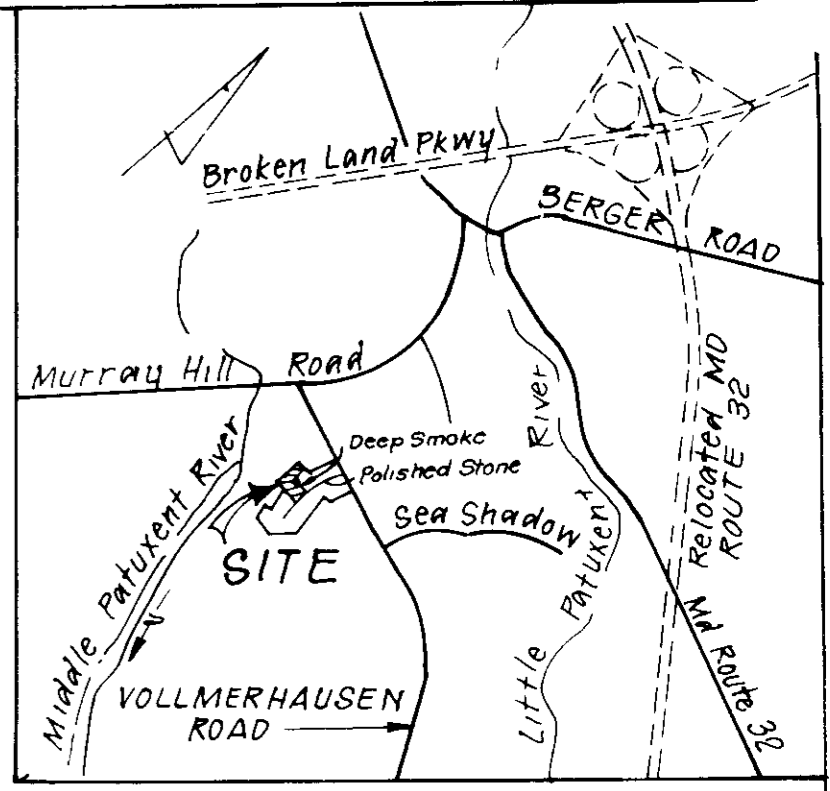 Broken Land Pkwy
BERGER ROAD
Murray Hill Road
Relocated MD
ROUTE 32
River
Deep Smoke
Polished Stone
Sea Shadow
SITE
Middle Patuxent River
Little Patuxent
Md Route 32
VOLLMERHAUSEN
ROAD